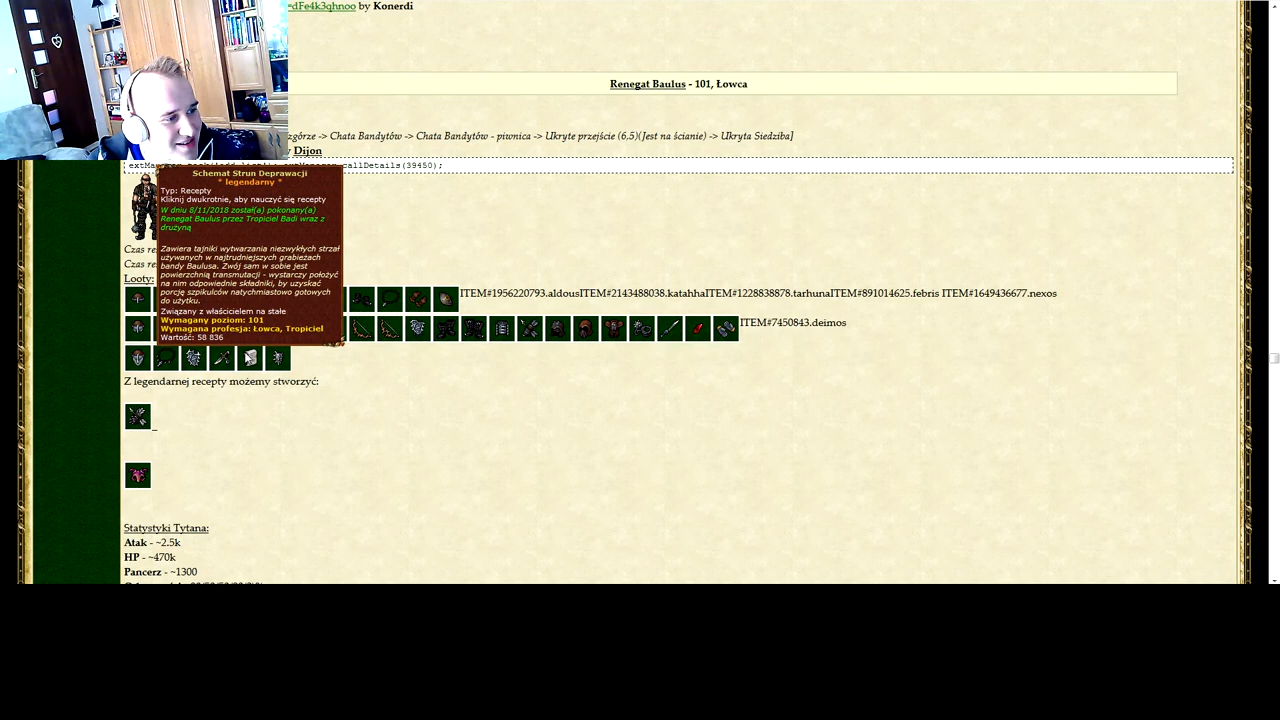 =dFe4k3qhnoo by Konerdi
Renegat Baulus - 101, Łowca
zgórze -> Chata Bandytów -> Chata Bandytów - piwnica -> Ukryte przejście (6,5)(Jest na ścianie) -> Ukryta Siedziba]
Dijon
callDetails(39450);
Schemat Strun Deprawacji
* legendarny *
Typ: Recepty
Kliknij dwukrotnie, aby nauczyć się recepty
W dniu 8/11/2018 został(a) pokonany(a)
Renegat Baulus przez Tropiciel Badi wraz z
drużyną
Zawiera tajniki wytwarzania niezwykłych strzał
używanych w najtrudniejszych grabieżach
bandy Baulusa. Zwój sam w sobie jest
powierzchnią transmutacji - wystarczy położyć
na nim odpowiednie składniki, by uzyskać
porcję szpikulców natychmiastowo gotowych
do użytku.
Związany z właścicielem na stałe
Wymagany poziom: 101
Wymagana profesja: Łowca, Tropiciel
Wartość: 58 836
Czas re
Czas re
Looty:
ITEM#1956220793.aldousITEM#2143488038.katahhaITEM#1228838878.tarhunaITEM#891014625.febris ITEM#1649436677.nexos
ITEM#7450843.deimos
Z legendarnej recepty możemy stworzyć:
Statystyki Tytana:
Atak - ~2.5k
HP - ~470k
Pancerz - ~1300